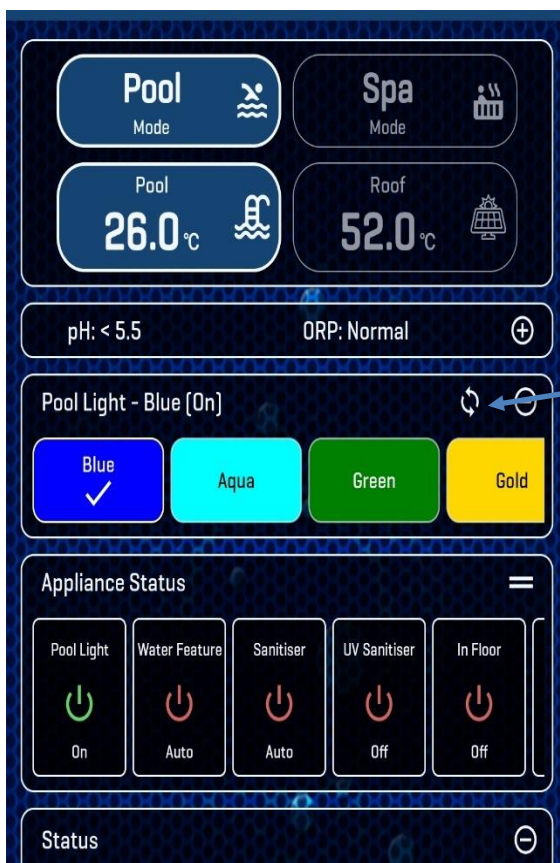 Pool
Mode
Spa
Mode
Pool
26.0 °C
Roof
52.0 °C
pH: < 5.5 ORP: Normal
Pool Light - Blue (On)
Blue Aqua Green Gold
Appliance Status
Pool Light Water Feature Sanitiser UV Sanitiser In Floor
On Auto Auto Off Off
Status